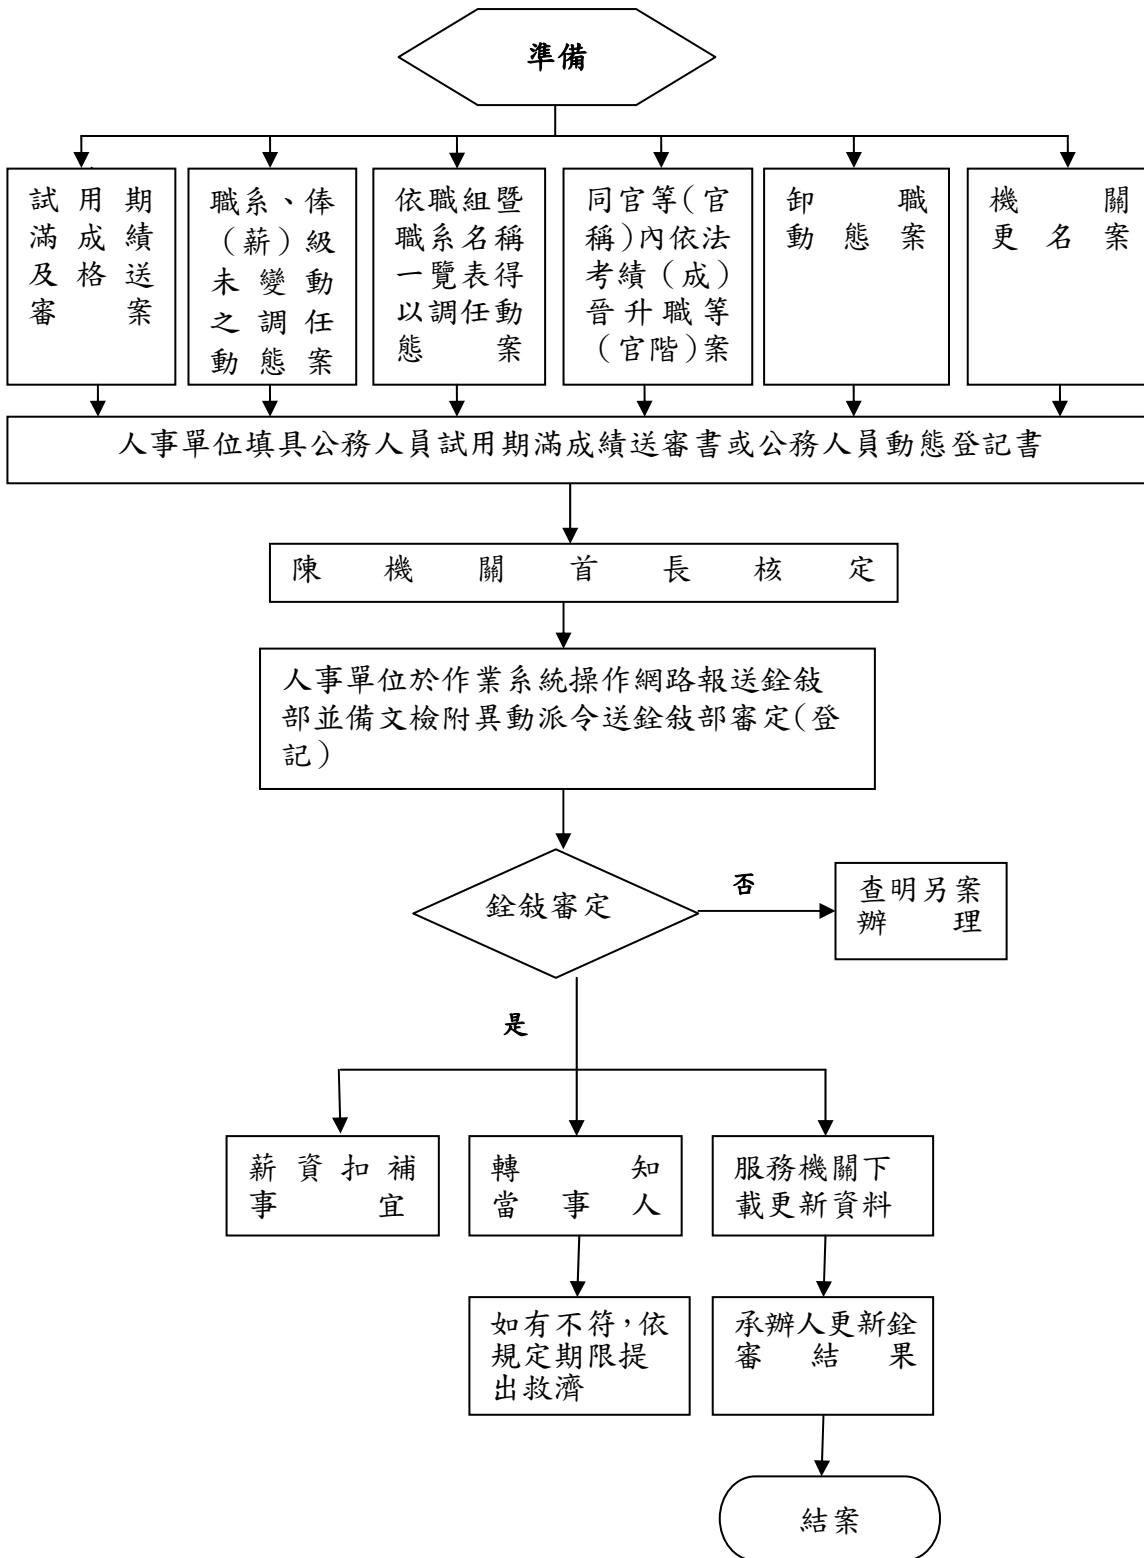 準備
試用期
滿成績
及格送
審案
職系、俸
（薪）級
未變動
之調任
動態案
依職組暨
職系名稱
一覽表得
以調任動
態案
同官等（官
稱）內依法
考績（成）
晉升職等
（官階）案
卸職
動態案
機關
更名案
人事單位填具公務人員試用期滿成績送審書或公務人員動態登記書
陳機關首長核定
人事單位於作業系統操作網路報送銓敍
部並備文檢附異動派令送銓敍部審定（登
記）
銓敍審定
否
查明另案
辦理
是
薪資扣補
事宜
轉知
當事人
服務機關下
載更新資料
如有不符，依
規定期限提
出救濟
承辦人更新銓
審結果
結案